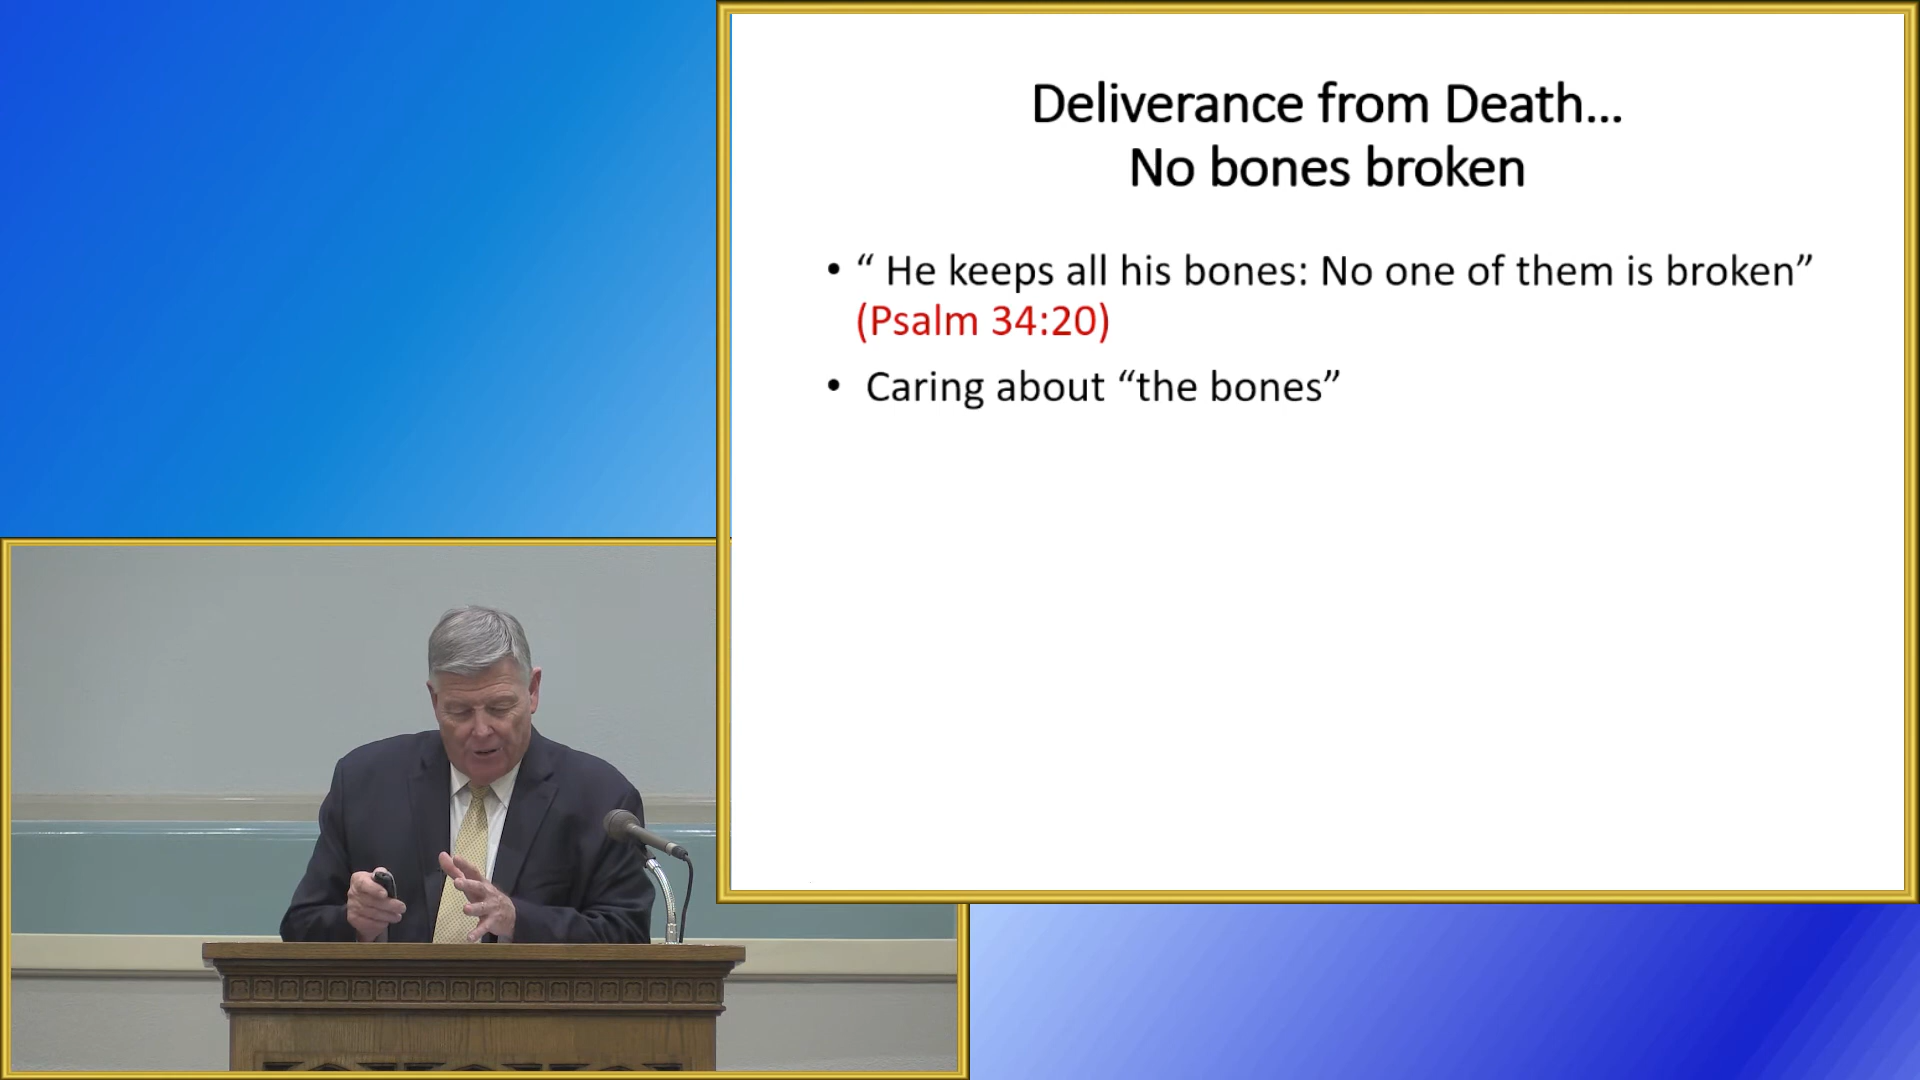 Deliverance from Death...
No bones broken
• “ He keeps all his bones: No one of them is broken”
(Psalm 34:20)
• Caring about “the bones”